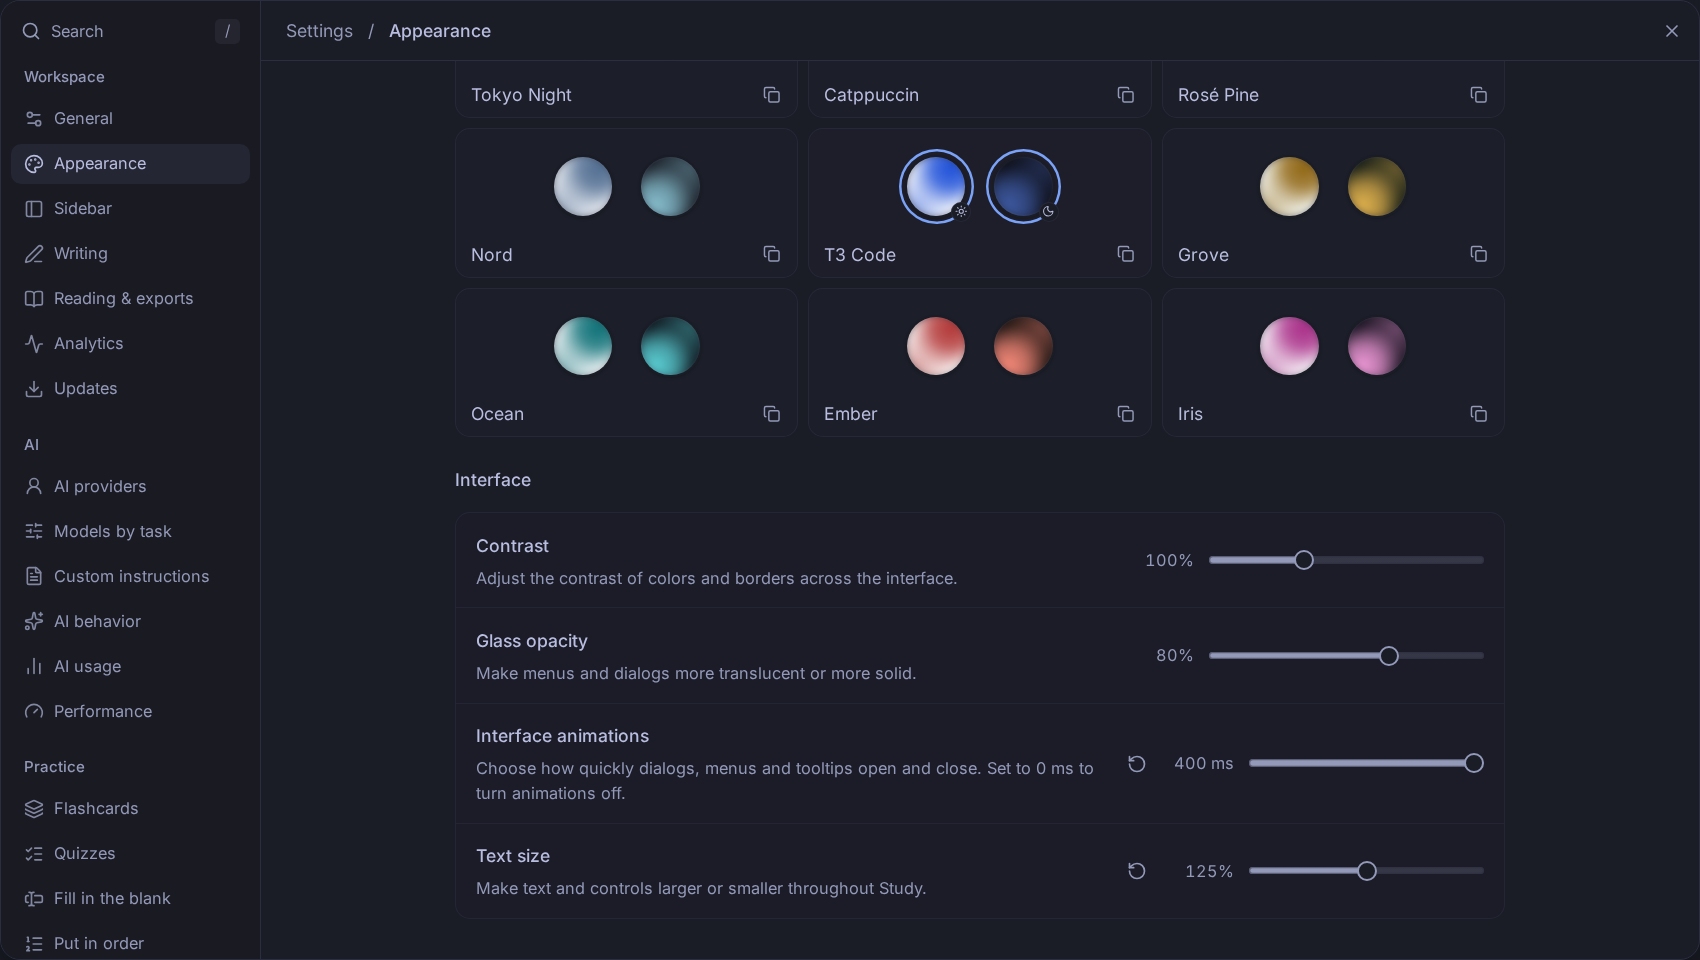 Search
/
Workspace
General
Appearance
Sidebar
Writing
Reading & exports
Analytics
Updates
AI
AI providers
Models by task
Custom instructions
AI behavior
AI usage
Performance
Practice
Flashcards
Quizzes
Fill in the blank
Put in order
Settings / Appearance
Tokyo Night
Catppuccin
Rosé Pine
Nord
T3 Code
Grove
Ocean
Ember
Iris
Interface
Contrast
Adjust the contrast of colors and borders across the interface.
100%
Glass opacity
Make menus and dialogs more translucent or more solid.
80%
Interface animations
Choose how quickly dialogs, menus and tooltips open and close. Set to 0 ms to
turn animations off.
400 ms
Text size
Make text and controls larger or smaller throughout Study.
125%